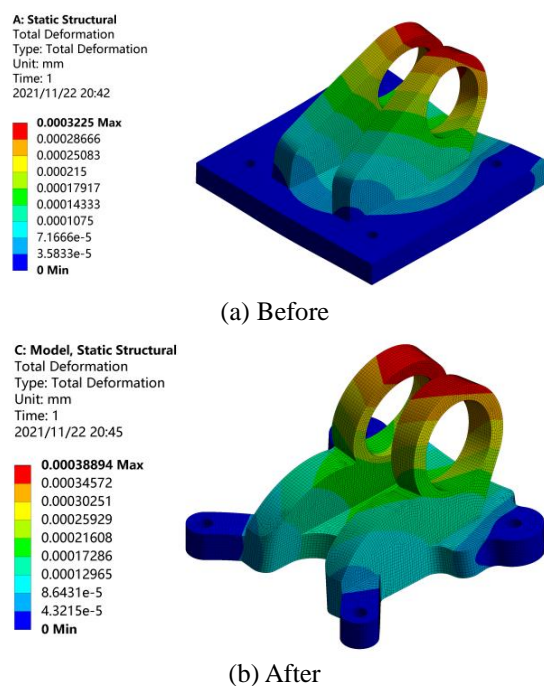 A: Static Structural
Total Deformation
Type: Total Deformation
Unit: mm
Time: 1
2021/11/22 20:42
0.0003225 Max
0.00028666
0.00025083
0.000215
0.00017917
0.00014333
0.0001075
7.1666e-5
3.5833e-5
0 Min
(a) Before
C: Model, Static Structural
Total Deformation
Type: Total Deformation
Unit: mm
Time: 1
2021/11/22 20:45
0.00038894 Max
0.00034572
0.00030251
0.00025929
0.00021608
0.00017286
0.00012965
8.6431e-5
4.3215e-5
0 Min
(b) After